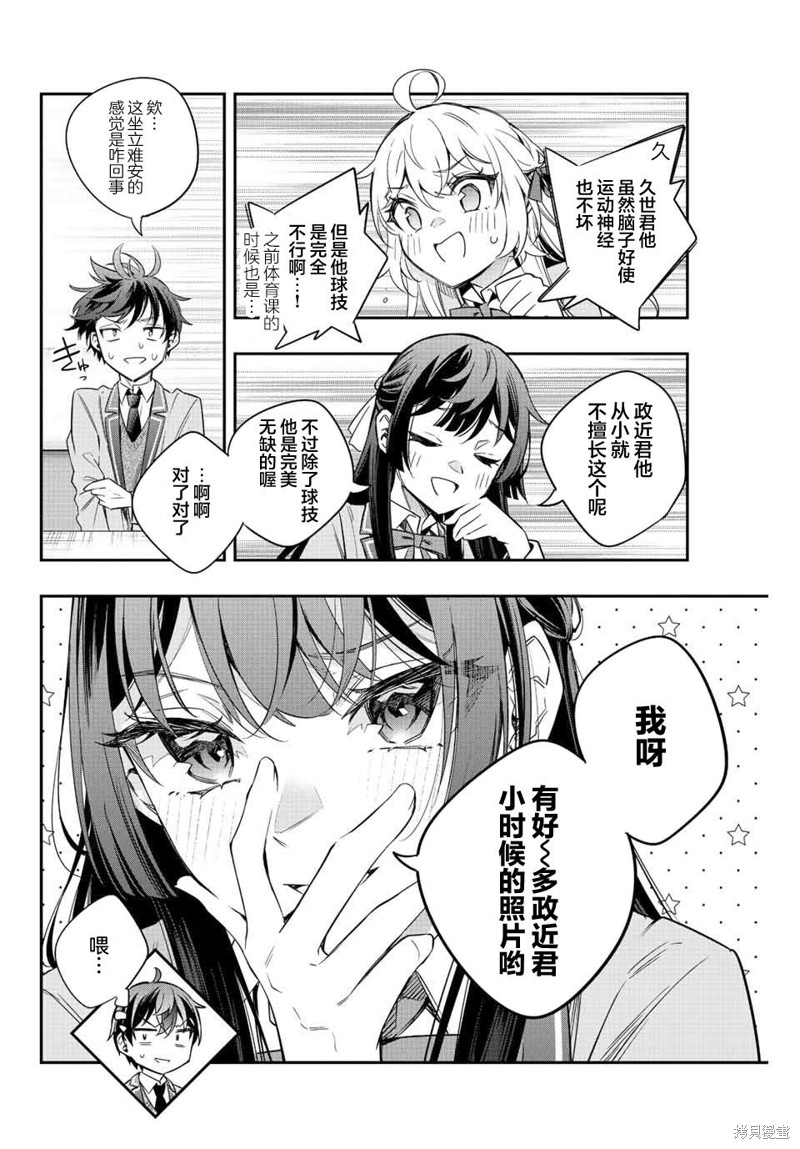 久
久世君他
虽然脑子好使
运动神经
也不坏
但是他球技
是完全
不行啊…！
之前体育课的
时候也是…
欸…
这坐立难安的
感觉是咋回事
きゅっ
政近君他
从小就
不擅长这个呢
不过除了球技
他是完美
无缺的喔
…啊啊
对了对了
我呀
有好～多政近君
小时候的照片哟
喂…
拷貝漫畫